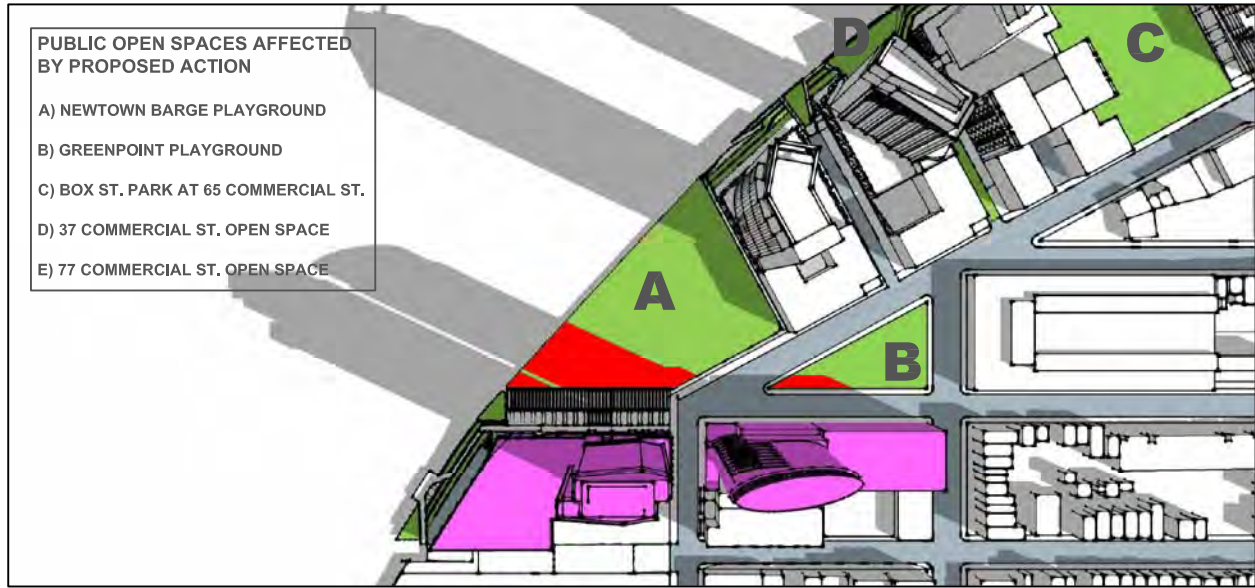 PUBLIC OPEN SPACES AFFECTED
BY PROPOSED ACTION
A) NEWTOWN BARGE PLAYGROUND
B) GREENPOINT PLAYGROUND
C) BOX ST. PARK AT 65 COMMERCIAL ST.
D) 37 COMMERCIAL ST. OPEN SPACE
E) 77 COMMERCIAL ST. OPEN SPACE
D
C
A
B